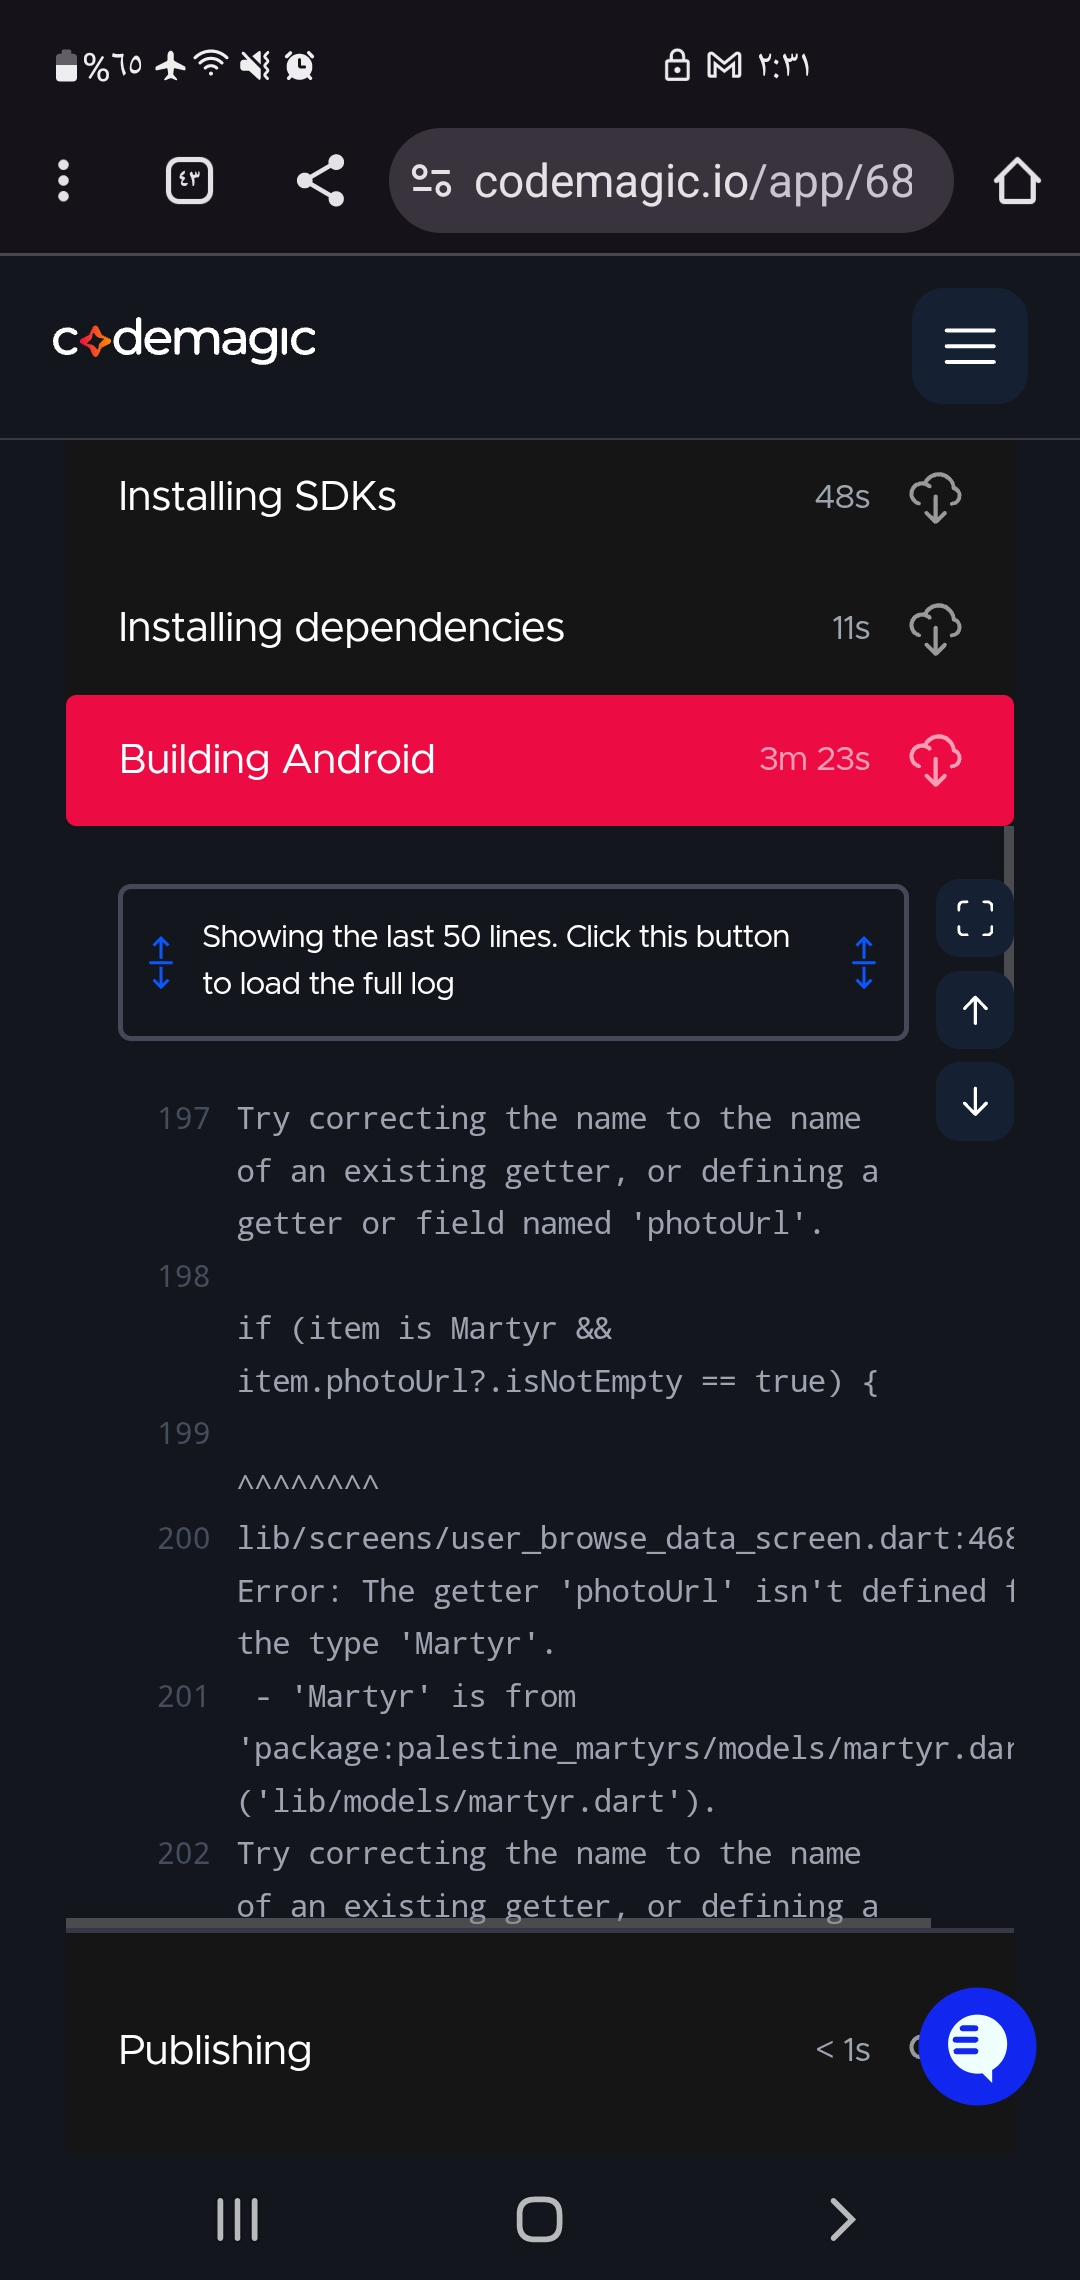 %٦٥
٢:٣١
٤٣
codemagic.io/app/68
codemagic
Installing SDKs 48s
Installing dependencies 11s
Building Android 3m 23s
Showing the last 50 lines. Click this button
to load the full log
197 Try correcting the name to the name
of an existing getter, or defining a
getter or field named 'photoUrl'.
198
if (item is Martyr &&
item.photoUrl?.isNotEmpty == true) {
199
^^^^^^^^
200 lib/screens/user_browse_data_screen.dart:468
Error: The getter 'photoUrl' isn't defined f
the type 'Martyr'.
201 - 'Martyr' is from
'package:palestine_martyrs/models/martyr.dar
('lib/models/martyr.dart').
202 Try correcting the name to the name
of an existing getter, or defining a
Publishing < 1s